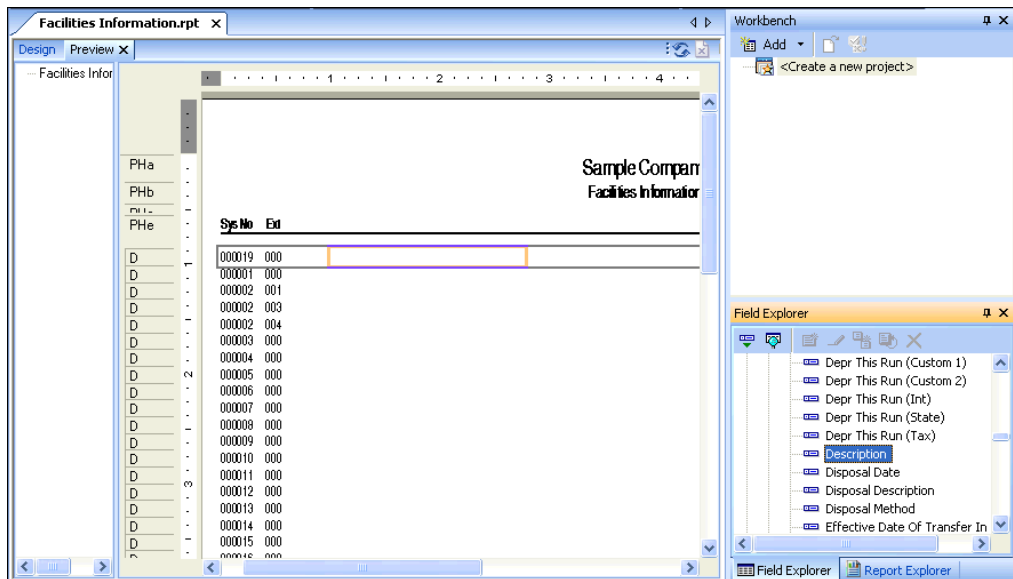 Facilities Information.rpt
Design Preview
Facilities Infor
1 2 3 4
PHa
Sample Compan
PHb
Facilities Information
PHe
Sys No Ext
D 000019 000
D 000001 000
D 000002 001
D 000002 003
D 000002 004
D 000003 000
D 000004 000
D 000005 000
D 000006 000
D 000007 000
D 000008 000
D 000009 000
D 000010 000
D 000011 000
D 000012 000
D 000013 000
D 000014 000
D 000015 000
1
2
3
Workbench
Add
<Create a new project>
Field Explorer
Depr This Run (Custom 1)
Depr This Run (Custom 2)
Depr This Run (Int)
Depr This Run (State)
Depr This Run (Tax)
Description
Disposal Date
Disposal Description
Disposal Method
Effective Date Of Transfer In
Field Explorer Report Explorer